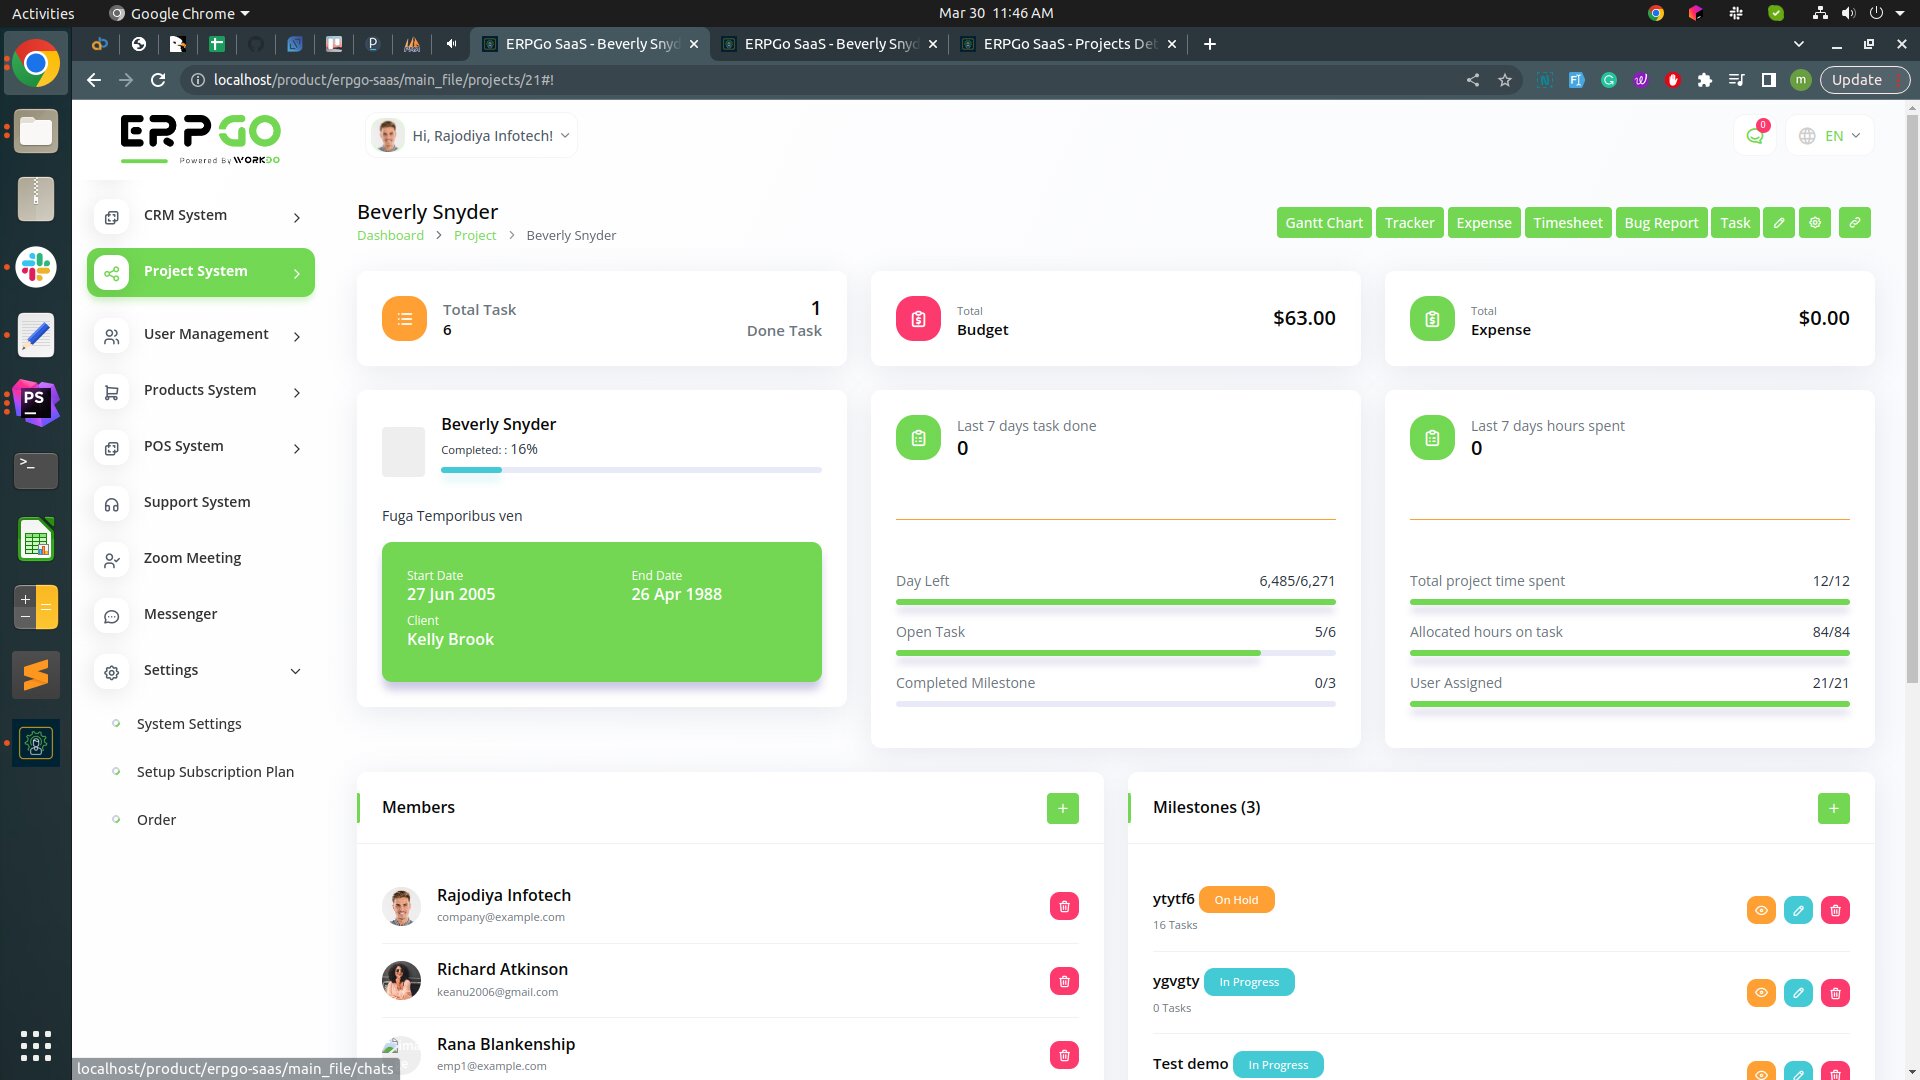 Activities
Google Chrome
Mar 30 11:46 AM
ERPGo SaaS - Beverly Snyd
ERPGo SaaS - Beverly Snyd
ERPGo SaaS - Projects Det
localhost/product/erpgo-saas/main_file/projects/21#!
m
Update
ERPGO
Powered By WORKDO
Hi, Rajodiya Infotech!
0
EN
CRM System
Project System
User Management
Products System
POS System
Support System
Zoom Meeting
Messenger
Settings
System Settings
Setup Subscription Plan
Order
Beverly Snyder
Dashboard > Project > Beverly Snyder
Gantt Chart
Tracker
Expense
Timesheet
Bug Report
Task
Total Task
6
1
Done Task
Total
Budget
$63.00
Total
Expense
$0.00
Beverly Snyder
Completed: : 16%
Fuga Temporibus ven
Start Date
27 Jun 2005
End Date
26 Apr 1988
Client
Kelly Brook
Last 7 days task done
0
Day Left 6,485/6,271
Open Task 5/6
Completed Milestone 0/3
Last 7 days hours spent
0
Total project time spent 12/12
Allocated hours on task 84/84
User Assigned 21/21
Members
Rajodiya Infotech
company@example.com
Richard Atkinson
keanu2006@gmail.com
Rana Blankenship
emp1@example.com
Milestones (3)
ytytf6 On Hold
16 Tasks
ygvgty In Progress
0 Tasks
Test demo In Progress
PS
localhost/product/erpgo-saas/main_file/chats